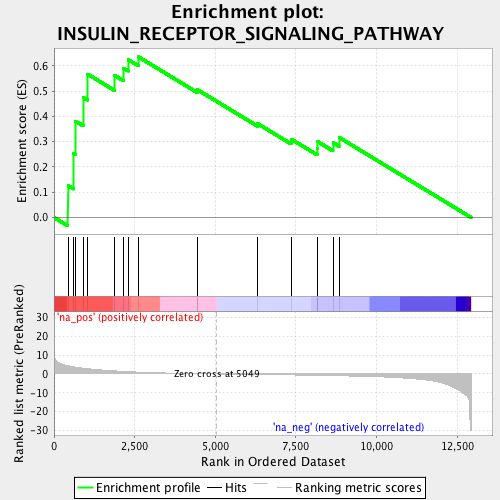 Enrichment plot:
INSULIN_RECEPTOR_SIGNALING_PATHWAY
Enrichment score (ES)
0.6
0.5
0.4
0.3
0.2
0.1
0.0
Ranked list metric (PreRanked)
30
20
10
0
-10
-20
-30
'na_pos' (positively correlated)
Zero cross at 5049
'na_neg' (negatively correlated)
0
2,500
5,000
7,500
10,000
12,500
Rank in Ordered Dataset
Enrichment profile
Hits
Ranking metric scores